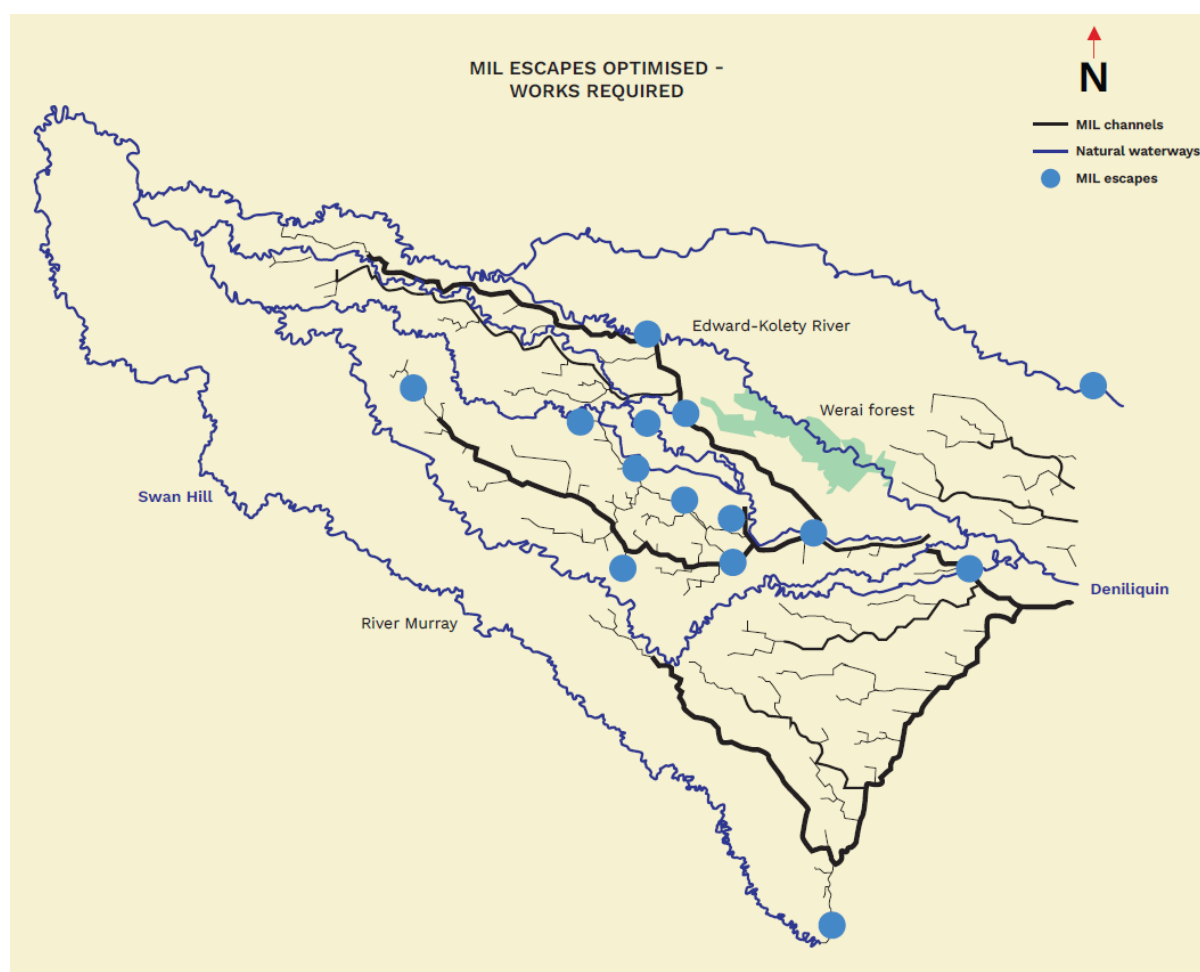 MIL ESCAPES OPTIMISED -
WORKS REQUIRED
N
MIL channels
Natural waterways
MIL escapes
Edward-Kolety River
Werai forest
Swan Hill
Deniliquin
River Murray